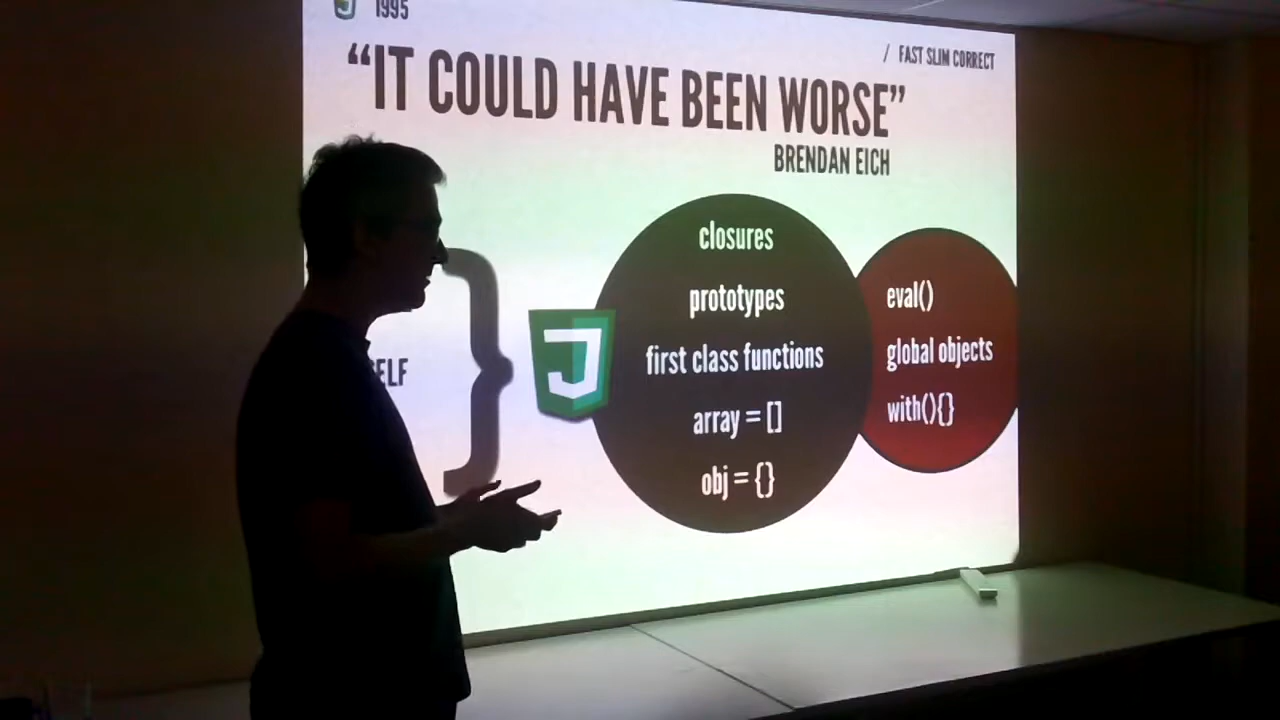 1995
/ FAST SLIM CORRECT
“IT COULD HAVE BEEN WORSE”
BRENDAN EICH
ELF
}
J
closures
prototypes
first class functions
array = []
obj = {}
eval()
global objects
with(){}